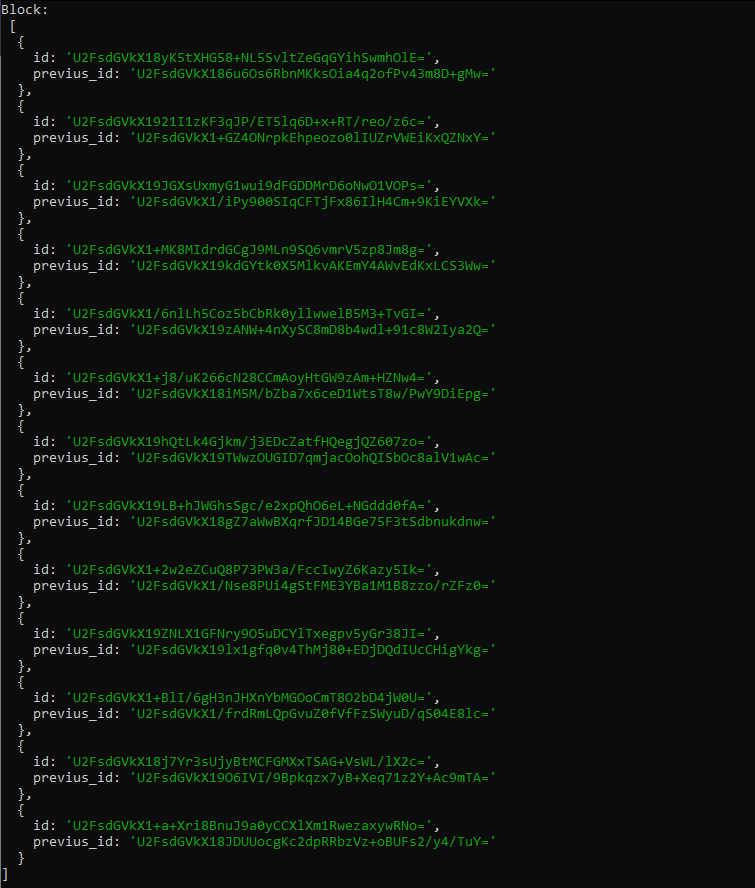 Block:
[
{
id: 'U2FsdGVkX18yK5tXHG58+NL5SvltZeGqGYihSwmhOlE=',
previus_id: 'U2FsdGVkX186u6Os6RbnMKksOia4q2ofPv43m8D+gMw='
},
{
id: 'U2FsdGVkX1921I1zKF3qJP/ET5lq6D+x+RT/reo/z6c=',
previus_id: 'U2FsdGVkX1+GZ4ONrpkEhpeozo0lIUZrVWEiKxQZNxY='
},
{
id: 'U2FsdGVkX19JGXsUxmyG1wui9dFGDDMrD6oNwO1VOPs=',
previus_id: 'U2FsdGVkX1/iPy900SIqCFTjFx86IlH4Cm+9KiEYVXk='
},
{
id: 'U2FsdGVkX1+MK8MIdrdGCgJ9MLn9SQ6vmrV5zp8Jm8g=',
previus_id: 'U2FsdGVkX19kdGYtk0X5MlkvAKEmY4AWvEdKxLCS3Ww='
},
{
id: 'U2FsdGVkX1/6nlLh5Coz5bCbRk0yllwwelB5M3+TvGI=',
previus_id: 'U2FsdGVkX19zANW+4nXySC8mD8b4wdl+91c8W2Iya2Q='
},
{
id: 'U2FsdGVkX1+j8/uK266cN28CCmAoyHtGW9zAm+HZNw4=',
previus_id: 'U2FsdGVkX18iM5M/bZba7x6ceD1WtsT8w/PwY9DiEpg='
},
{
id: 'U2FsdGVkX19hQtLk4Gjkm/j3EDcZatfHQegjQZ607zo=',
previus_id: 'U2FsdGVkX19TWwzOUGID7qmjacOohQISbOc8alV1wAc='
},
{
id: 'U2FsdGVkX19LB+hJWGhsSgc/e2xpQhO6eL+NGddd0fA=',
previus_id: 'U2FsdGVkX18gZ7aWwBXqrfJD14BGe75F3tSdbnukdnw='
},
{
id: 'U2FsdGVkX1+2w2eZCuQ8P73PW3a/FccIwyZ6Kazy5Ik=',
previus_id: 'U2FsdGVkX1/Nse8PUi4gStFME3YBa1M1B8zzo/rZFz0='
},
{
id: 'U2FsdGVkX19ZNLX1GFNry9O5uDCYlTxegpv5yGr38JI=',
previus_id: 'U2FsdGVkX19lx1gfq0v4ThMj80+EDjDQdIUcCHigYkg='
},
{
id: 'U2FsdGVkX1+BlI/6gH3nJHXnYbMGOoCmT8O2bD4jW0U=',
previus_id: 'U2FsdGVkX1/frdRmLQpGvuZ0fVfFzSWyuD/qS04E8lc='
},
{
id: 'U2FsdGVkX18j7Yr3sUjyBtMCFGMXxTSAG+VsWL/lX2c=',
previus_id: 'U2FsdGVkX19O6IVI/9Bpkqzx7yB+Xeq71z2Y+Ac9mTA='
},
{
id: 'U2FsdGVkX1+a+Xri8BnuJ9a0yCCXlXm1RwezaxywRNo=',
previus_id: 'U2FsdGVkX18JDUUocgKc2dpRRbzVz+oBUFs2/y4/TuY='
}
]